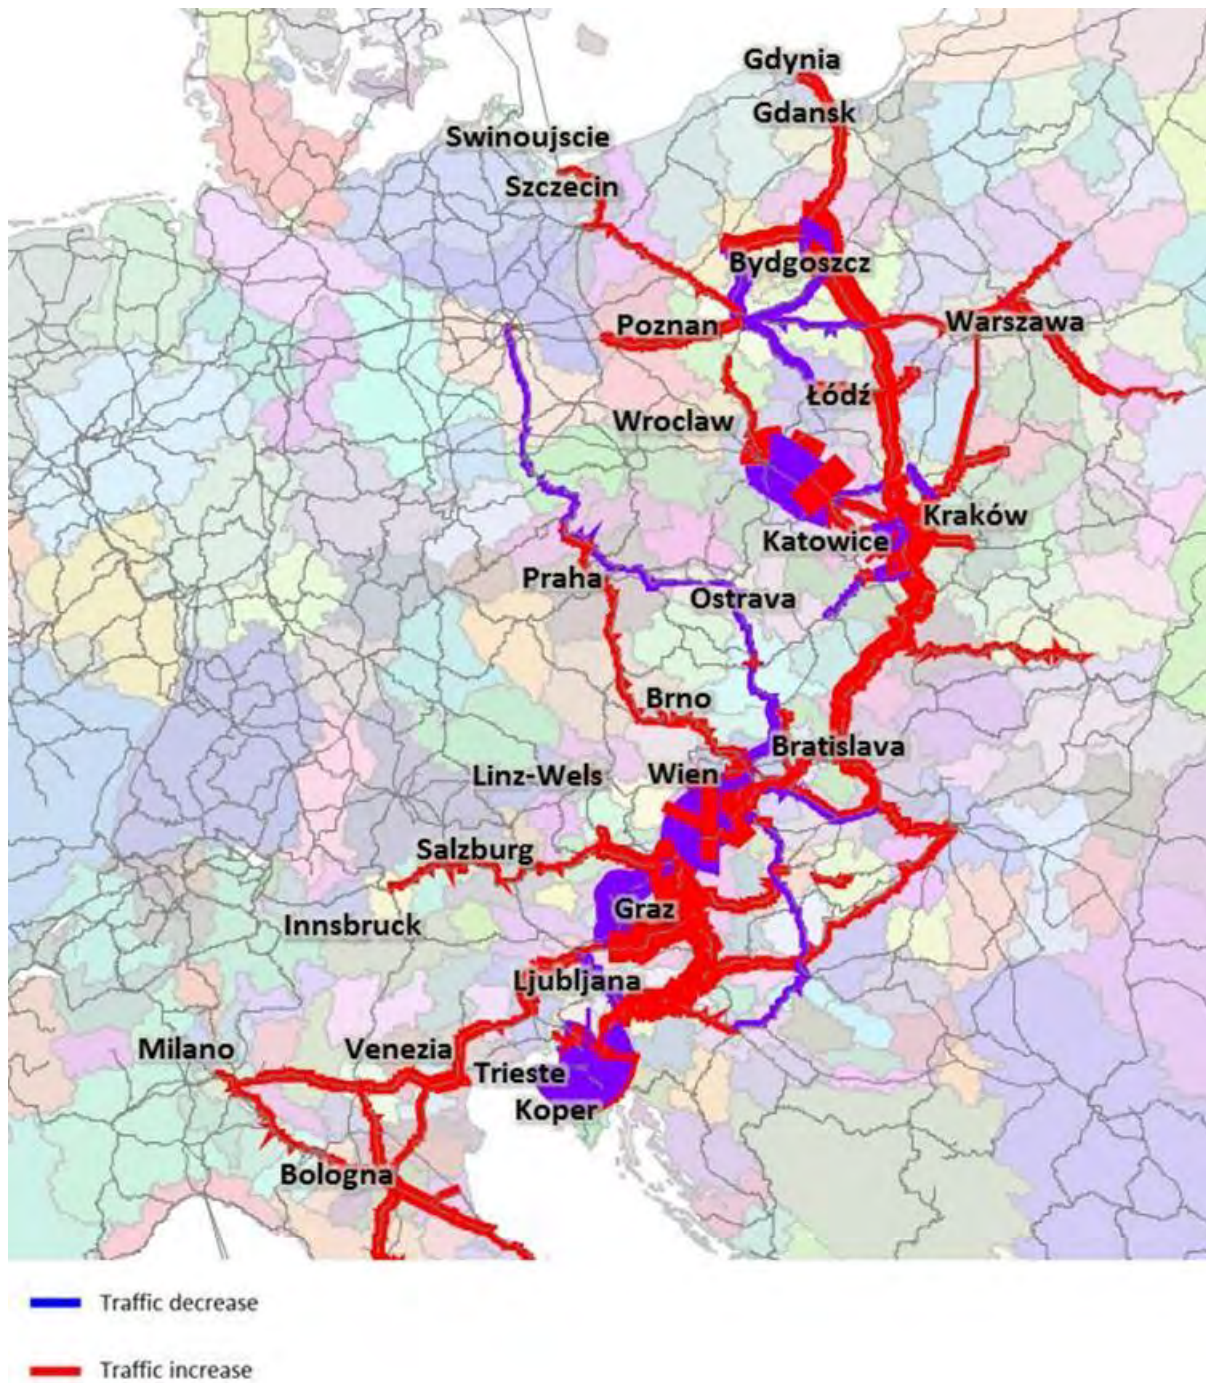 Gdynia
Gdansk
Swinoujscie
Szczecin
Bydgoszcz
Poznan
Warszawa
Łódź
Wroclaw
Kraków
Katowice
Praha
Ostrava
Brno
Bratislava
Linz-Wels
Wien
Salzburg
Graz
Innsbruck
Ljubljana
Milano
Venezia
Trieste
Koper
Bologna
Traffic decrease
Traffic increase